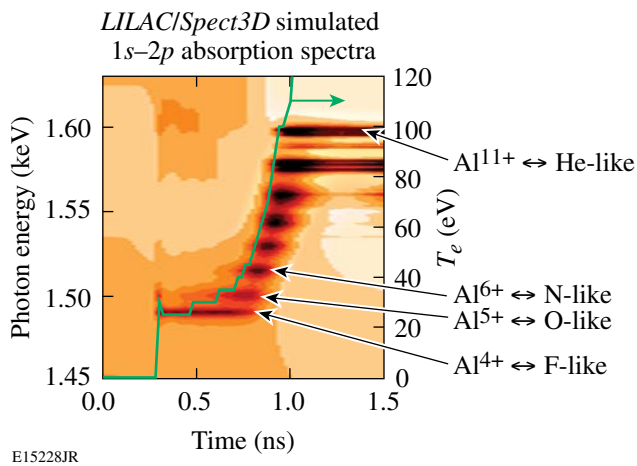 LILAC/Spect3D simulated
1s–2p absorption spectra
Photon energy (keV)
1.60
1.55
1.50
1.45
0.0
0.5
1.0
1.5
Time (ns)
120
100
80
60
40
20
0
Te (eV)
Al11+ ↔ He-like
Al6+ ↔ N-like
Al5+ ↔ O-like
Al4+ ↔ F-like
E15228JR